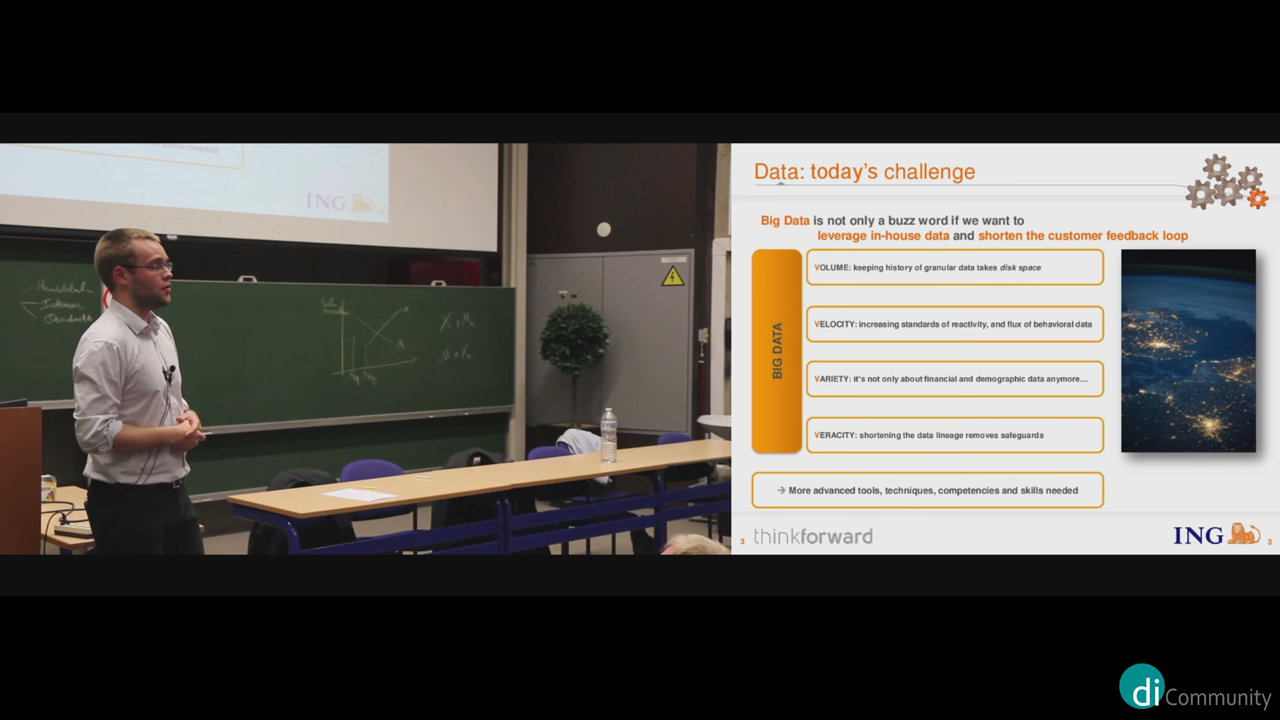 ING
Data: today's challenge
Big Data is not only a buzz word if we want to
leverage in-house data and shorten the customer feedback loop
BIG DATA
VOLUME: keeping history of granular data takes disk space
VELOCITY: increasing standards of reactivity, and flux of behavioral data
VARIETY: it's not only about financial and demographic data anymore...
VERACITY: shortening the data lineage removes safeguards
→ More advanced tools, techniques, competencies and skills needed
3 thinkforward
ING 3
di Community